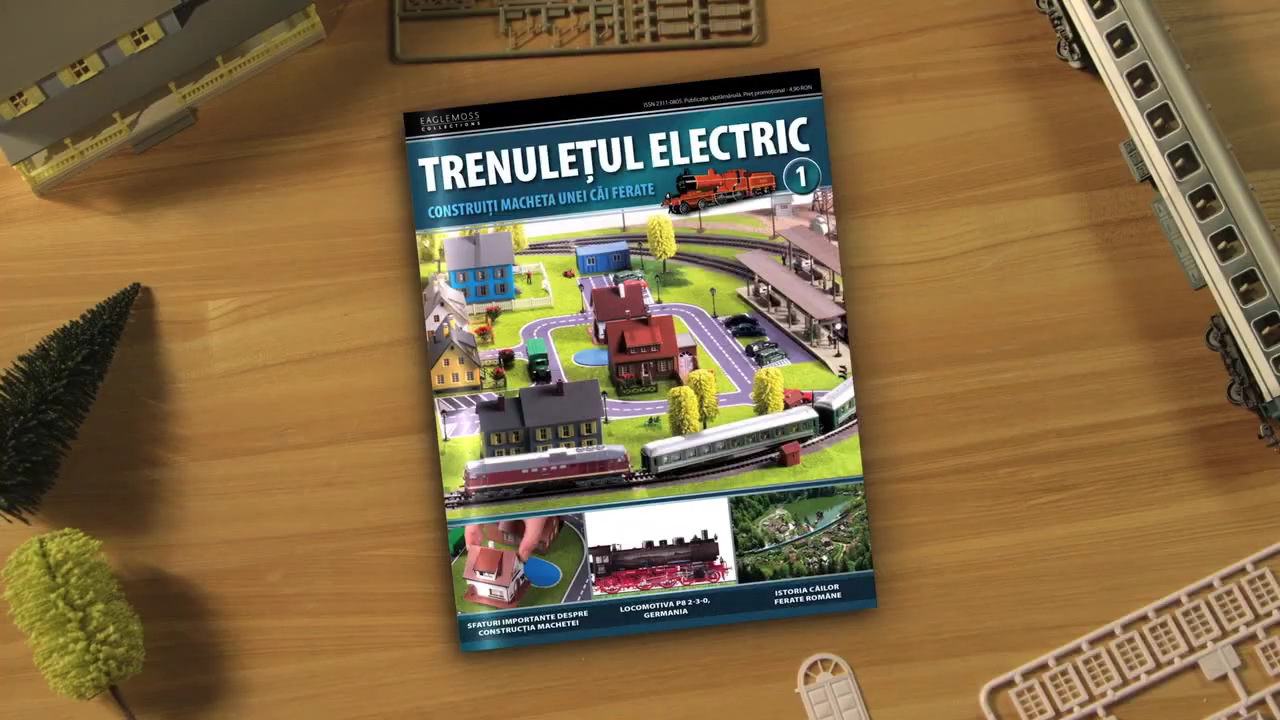 EAGLEMOSS
COLLECTIONS
ISSN 2311-0805. Publicație săptămânală. Preț promoțional - 4,90 RON
TRENULEȚUL ELECTRIC
1
CONSTRUIȚI MACHETA UNEI CĂI FERATE
SFATURI IMPORTANTE DESPRE
CONSTRUCȚIA MACHETEI
LOCOMOTIVA P8 2-3-0,
GERMANIA
ISTORIA CĂILOR
FERATE ROMÂNE